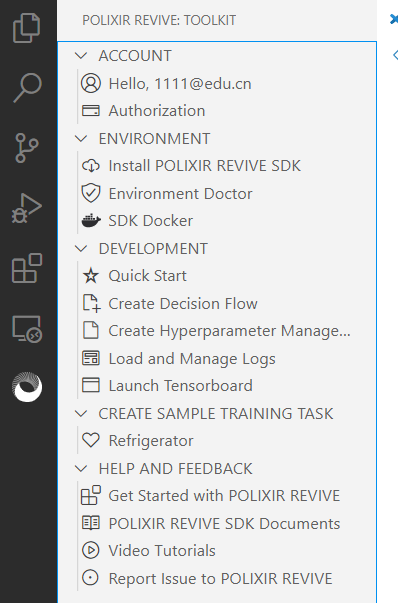 POLIXIR REVIVE: TOOLKIT
ACCOUNT
Hello, 1111@edu.cn
Authorization
ENVIRONMENT
Install POLIXIR REVIVE SDK
Environment Doctor
SDK Docker
DEVELOPMENT
Quick Start
Create Decision Flow
Create Hyperparameter Manage...
Load and Manage Logs
Launch Tensorboard
CREATE SAMPLE TRAINING TASK
Refrigerator
HELP AND FEEDBACK
Get Started with POLIXIR REVIVE
POLIXIR REVIVE SDK Documents
Video Tutorials
Report Issue to POLIXIR REVIVE